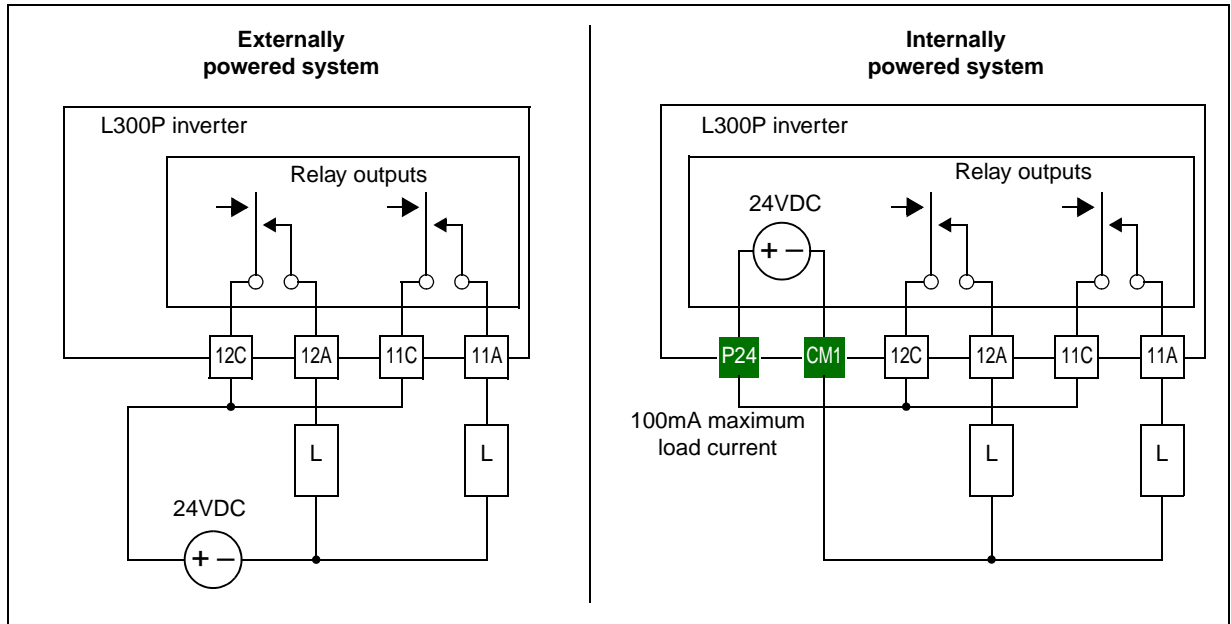 Externally
powered system
L300P inverter
Relay outputs
12C 12A 11C 11A
L L
24VDC
+ –
Internally
powered system
L300P inverter
Relay outputs
24VDC
+ –
P24 CM1 12C 12A 11C 11A
100mA maximum
load current
L L